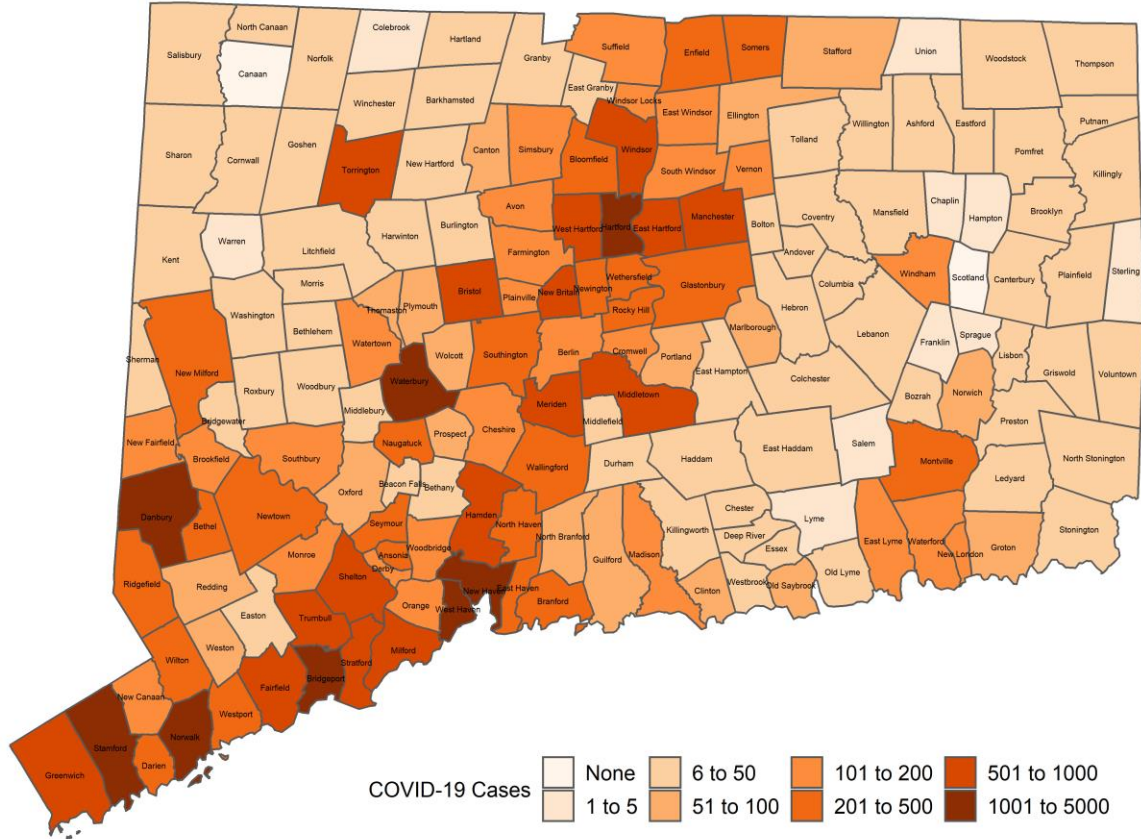 North Canaan
Colebrook
Hartland
Suffield
Enfield
Somers
Stafford
Union
Woodstock
Thompson
Salisbury
Canaan
Norfolk
Granby
East Granby
Winchester
Barkhamsted
Windsor Locks
East Windsor
Ellington
Willington
Ashford
Eastford
Putnam
Sharon
Cornwall
Goshen
Torrington
New Hartford
Canton
Simsbury
Bloomfield
Windsor
South Windsor
Vernon
Tolland
Pomfret
Killingly
Kent
Warren
Litchfield
Harwinton
Burlington
Avon
West Hartford
Hartford
East Hartford
Manchester
Bolton
Coventry
Mansfield
Chaplin
Hampton
Brooklyn
Morris
Farmington
Andover
Windham
Scotland
Canterbury
Plainfield
Sterling
Washington
Bethlehem
Thomaston
Plymouth
Bristol
Plainville
New Britain
Newington
Wethersfield
Glastonbury
Columbia
Hebron
Lebanon
Sherman
New Milford
Watertown
Rocky Hill
Marlborough
Franklin
Sprague
Lisbon
Griswold
Voluntown
Roxbury
Woodbury
Waterbury
Wolcott
Southington
Berlin
Cromwell
Portland
East Hampton
Colchester
Bozrah
Norwich
Bridgewater
Middlebury
Meriden
Middletown
Middlefield
Preston
New Fairfield
Brookfield
Southbury
Naugatuck
Prospect
Cheshire
Wallingford
Durham
Haddam
East Haddam
Salem
Montville
North Stonington
Ledyard
Danbury
Bethel
Newtown
Oxford
Beacon Falls
Bethany
Hamden
North Haven
Seymour
North Branford
Guilford
Madison
Killingworth
Chester
Deep River
Essex
Lyme
East Lyme
Waterford
New London
Groton
Stonington
Ridgefield
Redding
Monroe
Ansonia
Derby
Woodbridge
Easton
Shelton
Orange
West Haven
New Haven
East Haven
Branford
Clinton
Westbrook
Old Saybrook
Old Lyme
Wilton
Weston
Trumbull
Stratford
Milford
New Canaan
Fairfield
Bridgeport
Westport
Norwalk
Darien
Stamford
Greenwich
COVID-19 Cases
None
6 to 50
101 to 200
501 to 1000
1 to 5
51 to 100
201 to 500
1001 to 5000